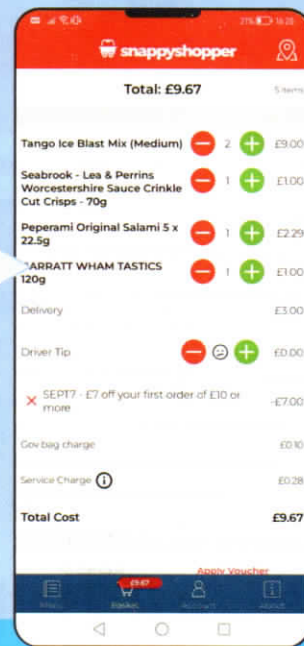 21% 16:28
snappyshopper
Total: £9.67 5 items
Tango Ice Blast Mix (Medium) 2 £9.00
Seabrook - Lea & Perrins
Worcestershire Sauce Crinkle 1 £1.00
Cut Crisps - 70g
Peperami Original Salami 5 x 1 £2.29
22.5g
BARRATT WHAM TASTICS 1 £1.00
120g
Delivery £3.00
Driver Tip £0.00
SEPT7 - £7 off your first order of £10 or -£7.00
more
Gov bag charge £0.10
Service Charge £0.28
Total Cost £9.67
Apply Voucher
£9.67
Basket
Account